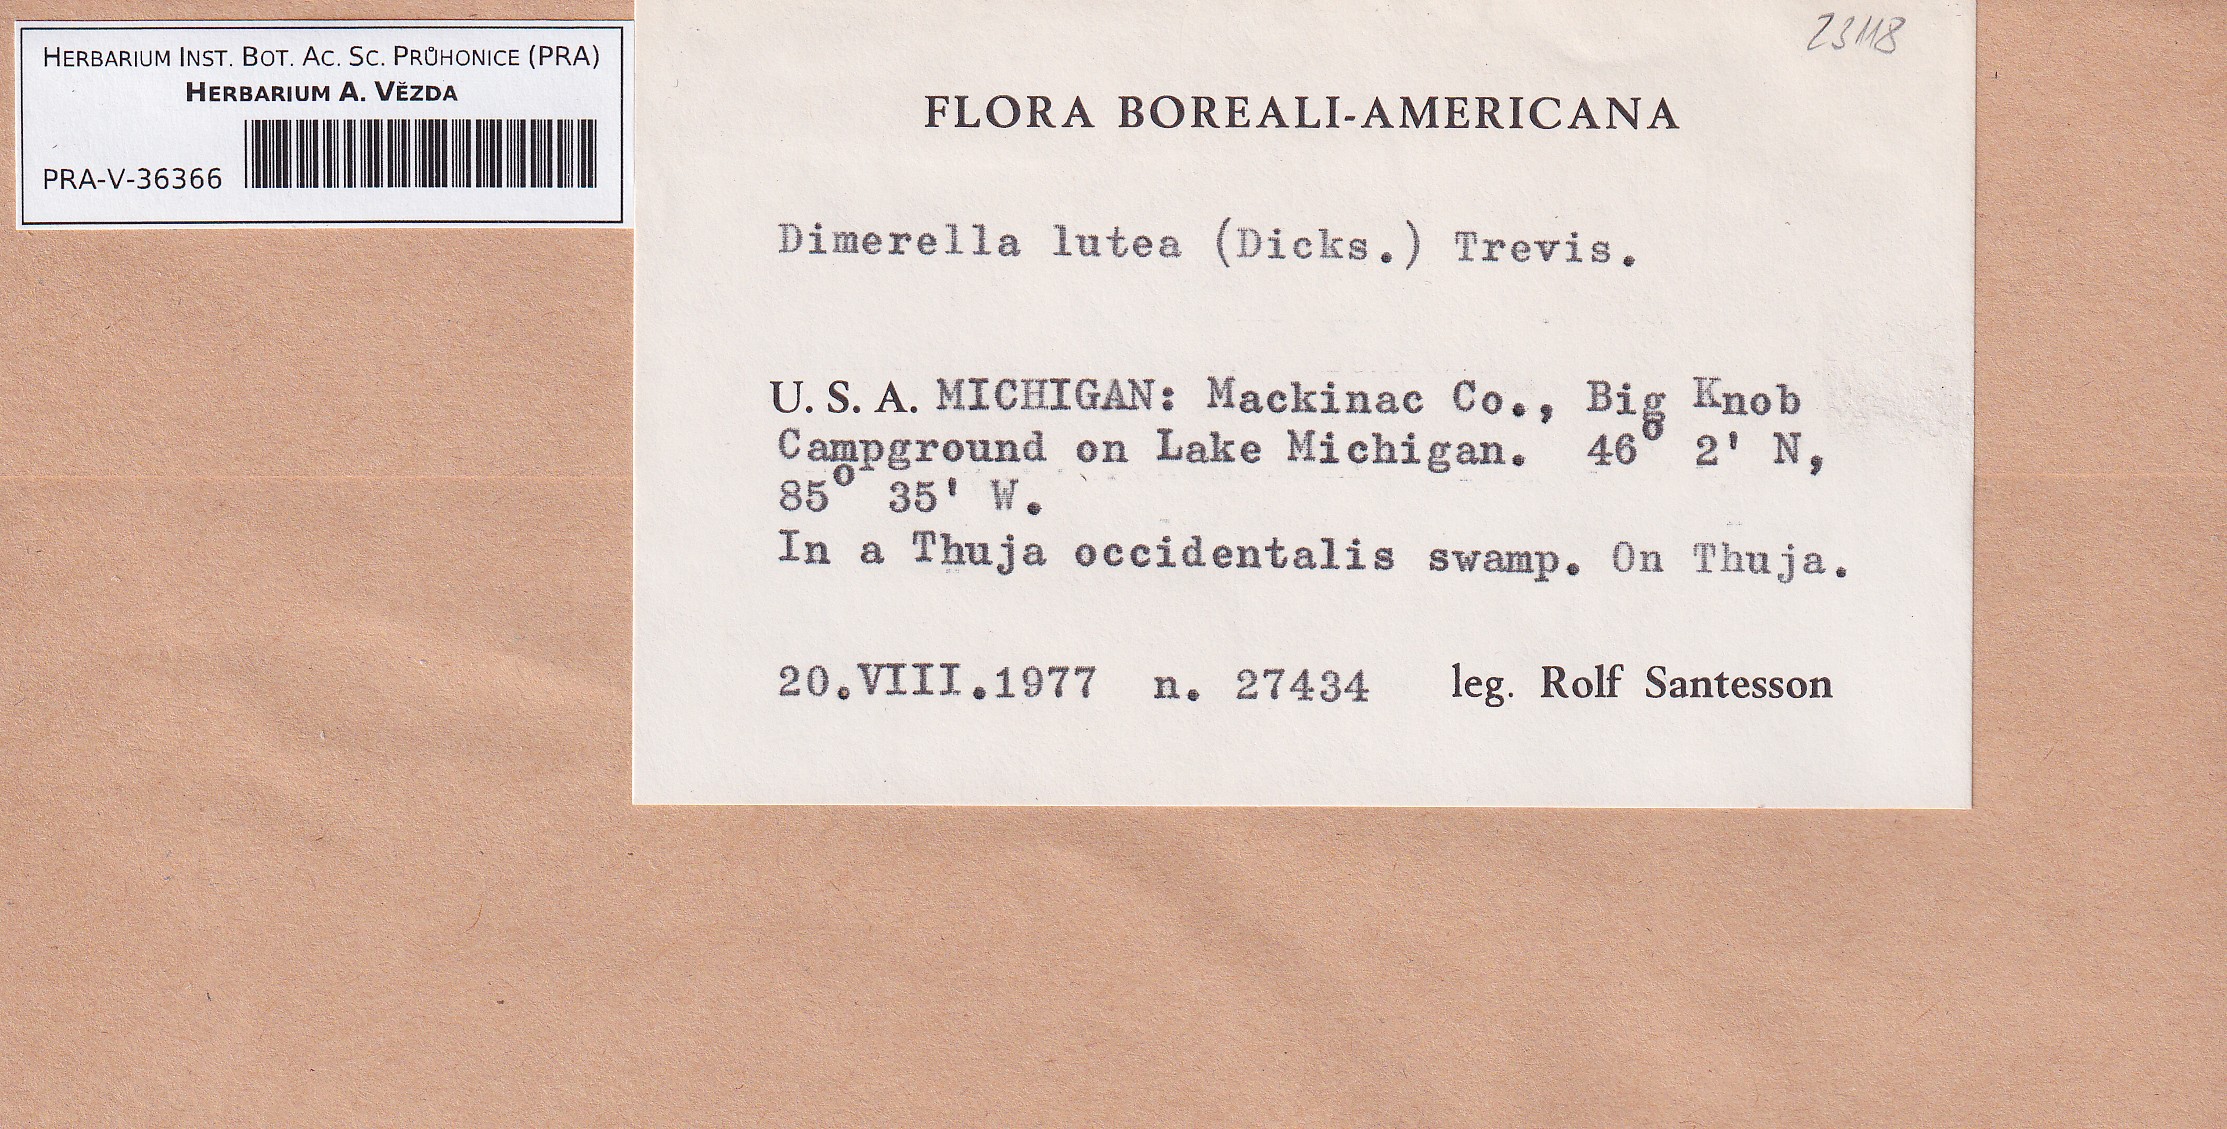 HERBARIUM INST. BOT. AC. SC. PRŮHONICE (PRA)
HERBARIUM A. VĚZDA
PRA-V-36366
23118
FLORA BOREALI-AMERICANA
Dimerella lutea (Dicks.) Trevis.
U. S. A. MICHIGAN: Mackinac Co., Big Knob
Campground on Lake Michigan. 46° 2' N,
85° 35' W.
In a Thuja occidentalis swamp. On Thuja.
20.VIII.1977 n. 27434 leg. Rolf Santesson